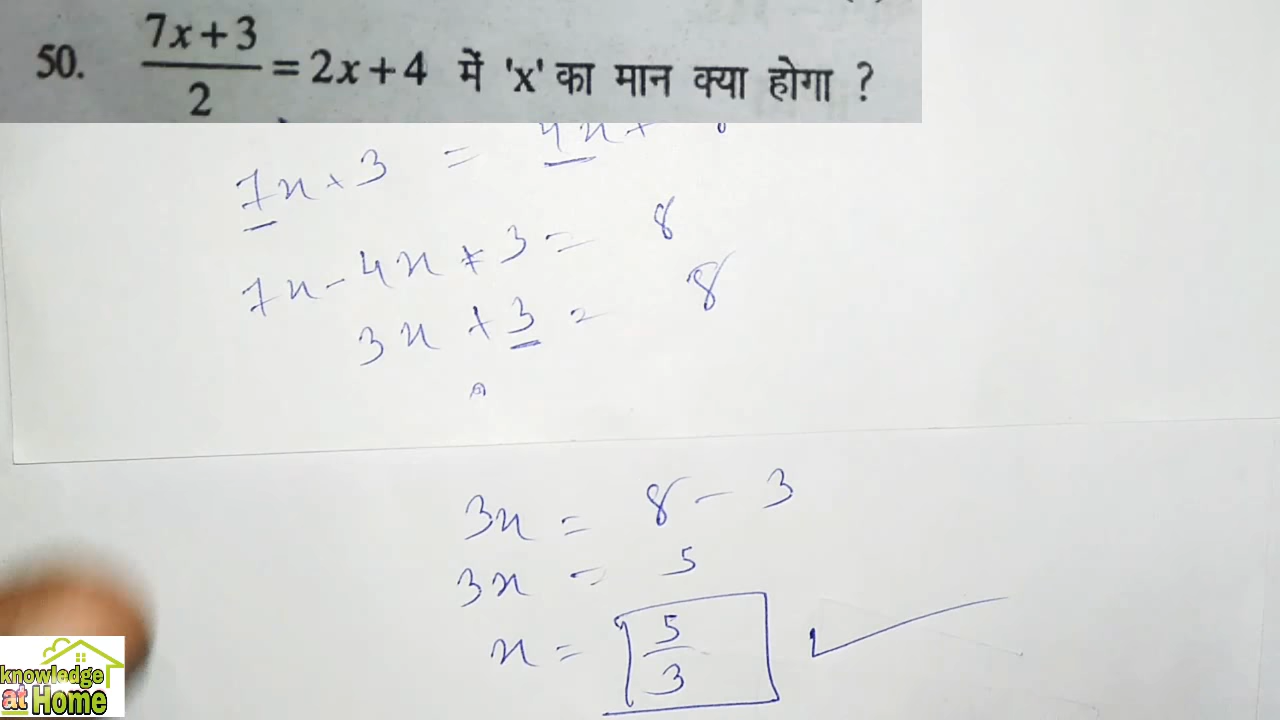 50. (7x+3)/2 = 2x+4 में 'x' का मान क्या होगा ?
7x + 3 = 4x +
7x - 4x + 3 = 8
3x + 3 = 8
3x = 8 - 3
3x = 5
x = 5/3
knowledge
at Home